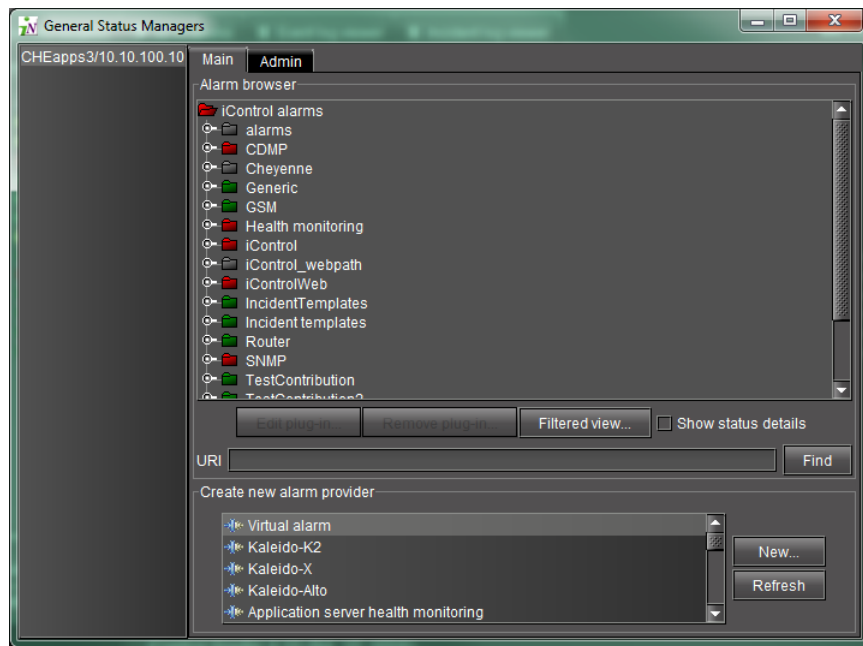 General Status Managers
CHEapps3/10.10.100.10
Main Admin
Alarm browser
iControl alarms
alarms
CDMP
Cheyenne
Generic
GSM
Health monitoring
iControl
iControl_webpath
iControlWeb
IncidentTemplates
Incident templates
Router
SNMP
TestContribution
TestContribution2
Edit plug-in... Remove plug-in... Filtered view... Show status details
URI Find
Create new alarm provider
Virtual alarm
Kaleido-K2
Kaleido-X
Kaleido-Alto
Application server health monitoring
New...
Refresh